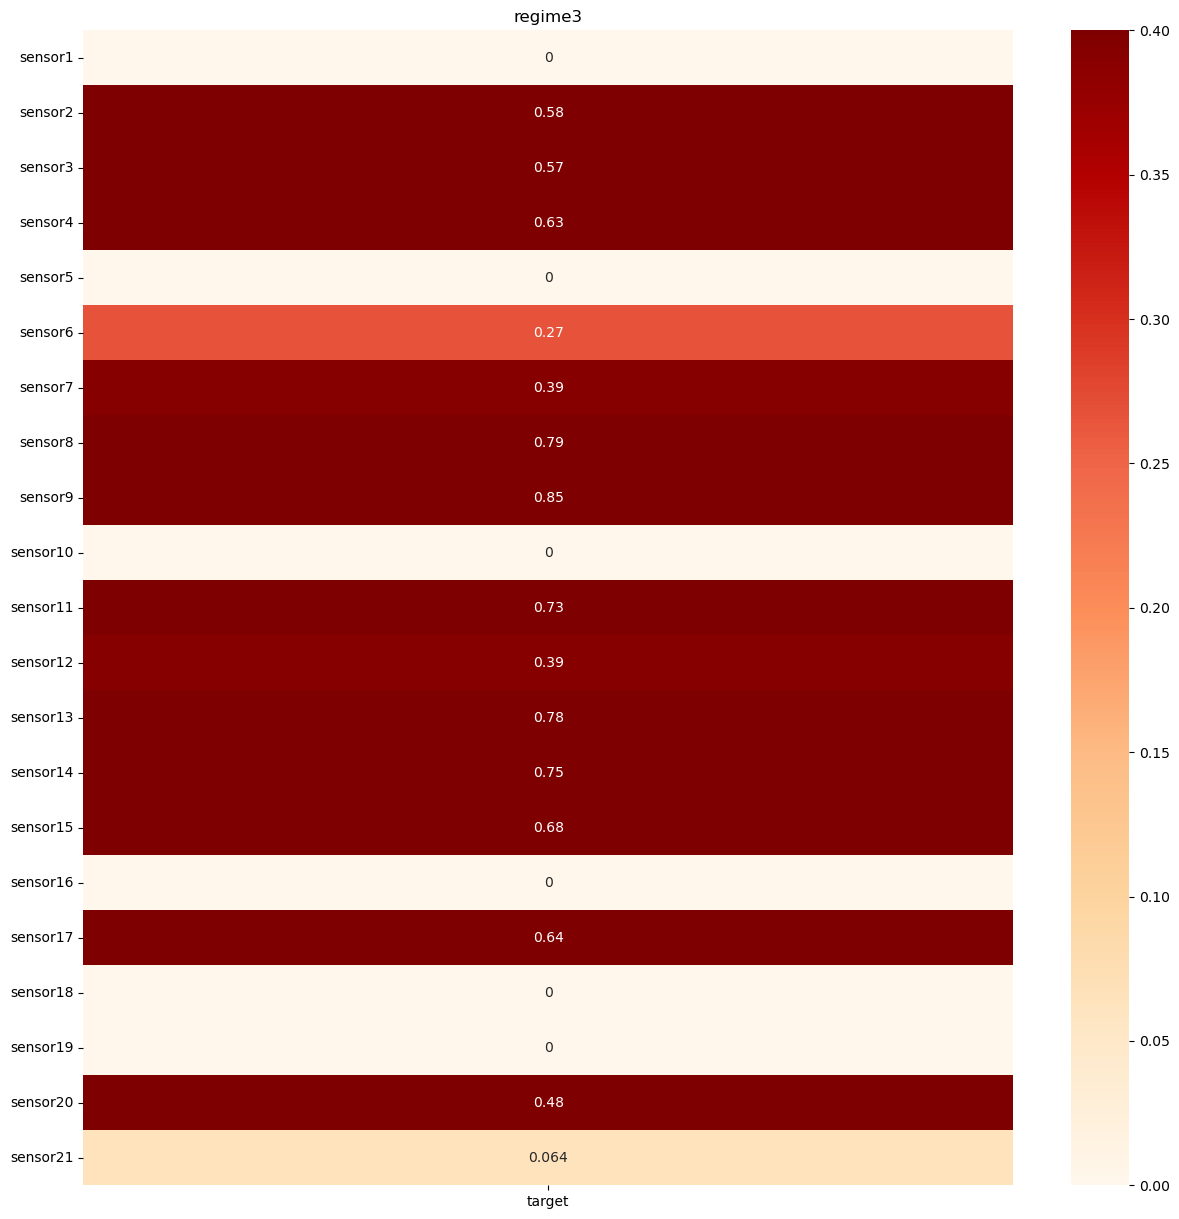 regime3
sensor1 0
sensor2 0.58
sensor3 0.57
sensor4 0.63
sensor5 0
sensor6 0.27
sensor7 0.39
sensor8 0.79
sensor9 0.85
sensor10 0
sensor11 0.73
sensor12 0.39
sensor13 0.78
sensor14 0.75
sensor15 0.68
sensor16 0
sensor17 0.64
sensor18 0
sensor19 0
sensor20 0.48
sensor21 0.064
target
0.40
0.35
0.30
0.25
0.20
0.15
0.10
0.05
0.00